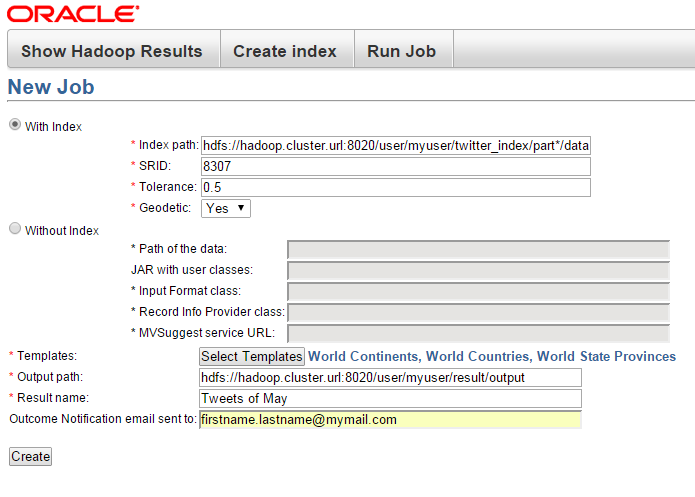 ORACLE®
Show Hadoop Results Create index Run Job
New Job
With Index
* Index path: hdfs://hadoop.cluster.url:8020/user/myuser/twitter_index/part*/data
* SRID: 8307
* Tolerance: 0.5
* Geodetic: Yes
Without Index
* Path of the data:
JAR with user classes:
* Input Format class:
* Record Info Provider class:
* MVSuggest service URL:
* Templates: Select Templates World Continents, World Countries, World State Provinces
* Output path: hdfs://hadoop.cluster.url:8020/user/myuser/result/output
* Result name: Tweets of May
Outcome Notification email sent to: firstname.lastname@mymail.com
Create